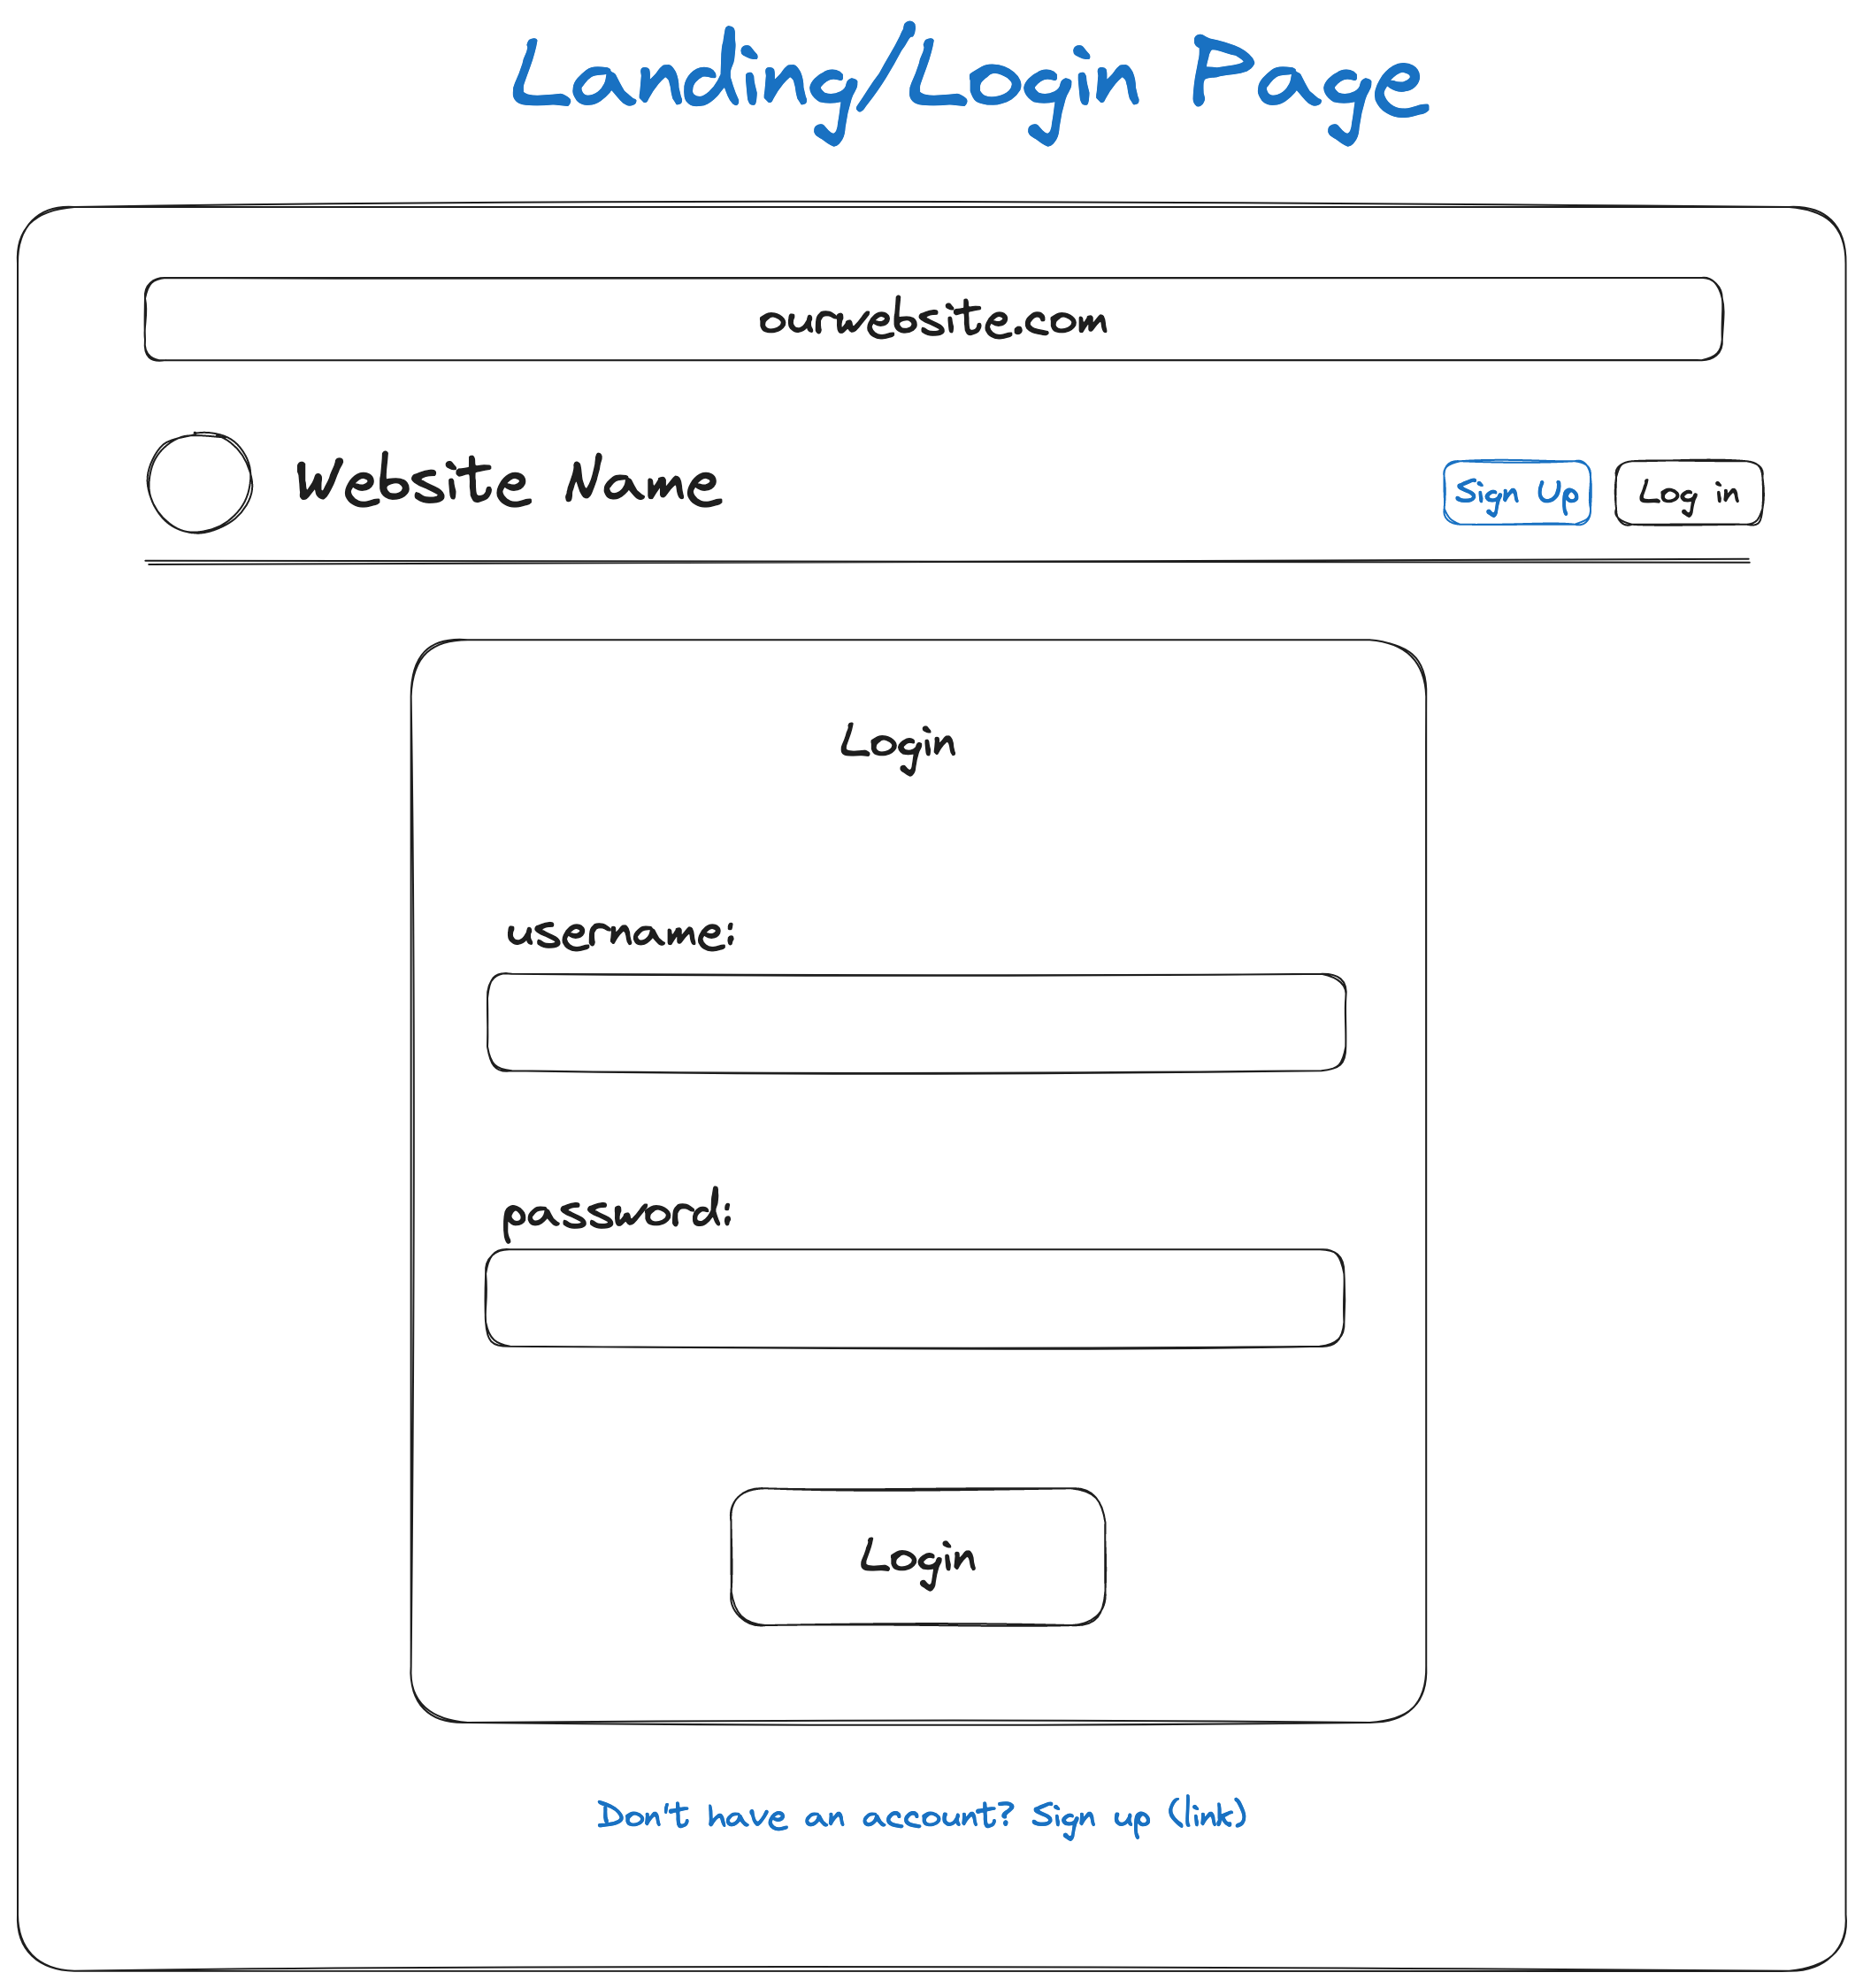 Landing/Login Page
ourwebsite.com
Website Name
Sign Up
Log in
Login
username:
password:
Login
Don't have an account? Sign up (link)